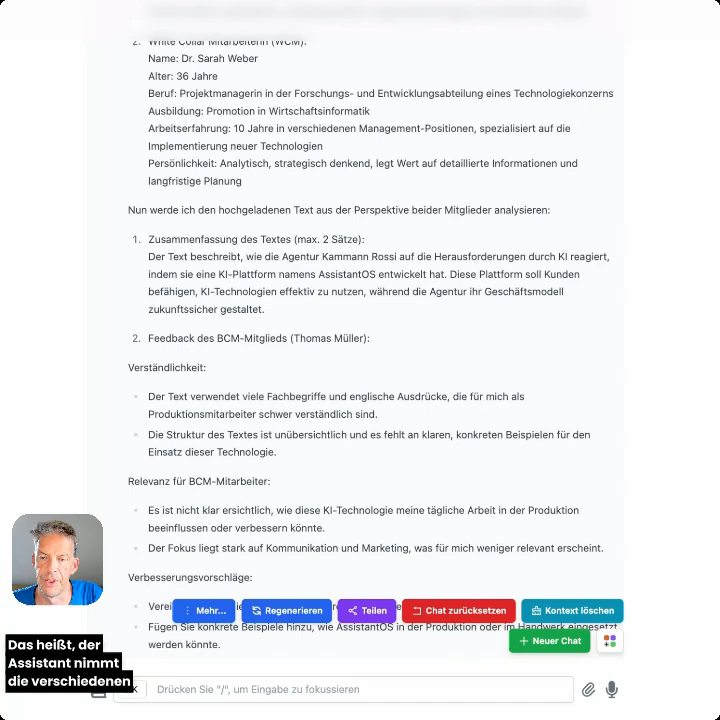 2. White Collar Mitarbeiterin (WCM):
Name: Dr. Sarah Weber
Alter: 36 Jahre
Beruf: Projektmanagerin in der Forschungs- und Entwicklungsabteilung eines Technologiekonzerns
Ausbildung: Promotion in Wirtschaftsinformatik
Arbeitserfahrung: 10 Jahre in verschiedenen Management-Positionen, spezialisiert auf die
Implementierung neuer Technologien
Persönlichkeit: Analytisch, strategisch denkend, legt Wert auf detaillierte Informationen und
langfristige Planung
Nun werde ich den hochgeladenen Text aus der Perspektive beider Mitglieder analysieren:
1. Zusammenfassung des Textes (max. 2 Sätze):
Der Text beschreibt, wie die Agentur Kammann Rossi auf die Herausforderungen durch KI reagiert,
indem sie eine KI-Plattform namens AssistantOS entwickelt hat. Diese Plattform soll Kunden
befähigen, KI-Technologien effektiv zu nutzen, während die Agentur ihr Geschäftsmodell
zukunftssicher gestaltet.
2. Feedback des BCM-Mitglieds (Thomas Müller):
Verständlichkeit:
Der Text verwendet viele Fachbegriffe und englische Ausdrücke, die für mich als
Produktionsmitarbeiter schwer verständlich sind.
Die Struktur des Textes ist unübersichtlich und es fehlt an klaren, konkreten Beispielen für den
Einsatz dieser Technologie.
Relevanz für BCM-Mitarbeiter:
Es ist nicht klar ersichtlich, wie diese KI-Technologie meine tägliche Arbeit in der Produktion
beeinflussen oder verbessern könnte.
Der Fokus liegt stark auf Kommunikation und Marketing, was für mich weniger relevant erscheint.
Verbesserungsvorschläge:
Mehr... Regenerieren Teilen Chat zurücksetzen Kontext löschen
Fügen Sie konkrete Beispiele hinzu, wie AssistantOS in der Produktion oder im Handwerk eingesetzt
werden könnte.
+ Neuer Chat
Das heißt, der
Assistant nimmt
die verschiedenen
K Drücken Sie "/", um Eingabe zu fokussieren